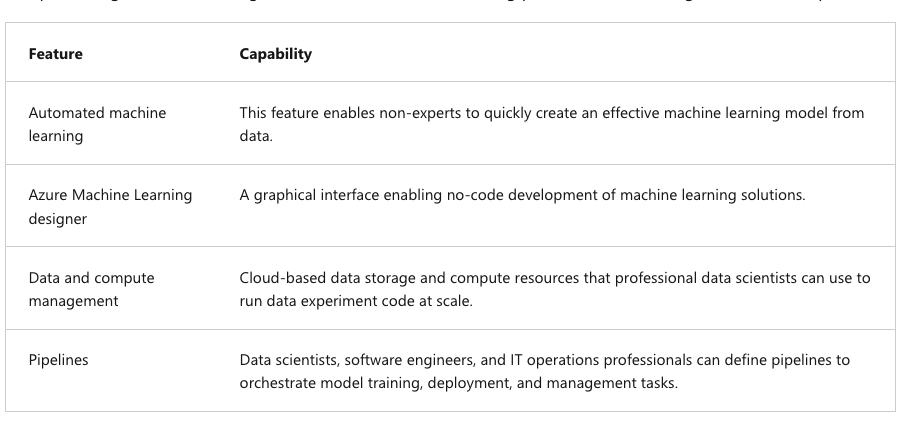 Feature Capability
Automated machine learning
This feature enables non-experts to quickly create an effective machine learning model from
data.
Azure Machine Learning designer
A graphical interface enabling no-code development of machine learning solutions.
Data and compute management
Cloud-based data storage and compute resources that professional data scientists can use to
run data experiment code at scale.
Pipelines
Data scientists, software engineers, and IT operations professionals can define pipelines to
orchestrate model training, deployment, and management tasks.